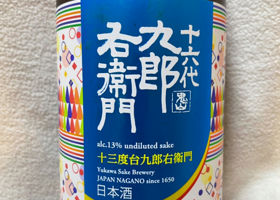 十六代
九郎
右衛門
alc.13% undiluted sake
十三度台九郎右衛門
Yukawa Sake Brewery
JAPAN NAGANO since 1650
日本酒